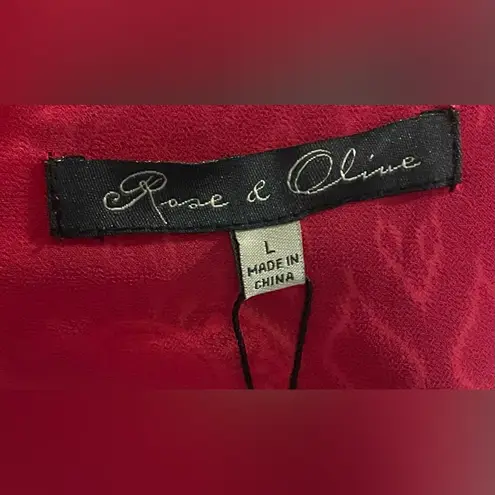 Rose & Olive
L
MADE IN
CHINA